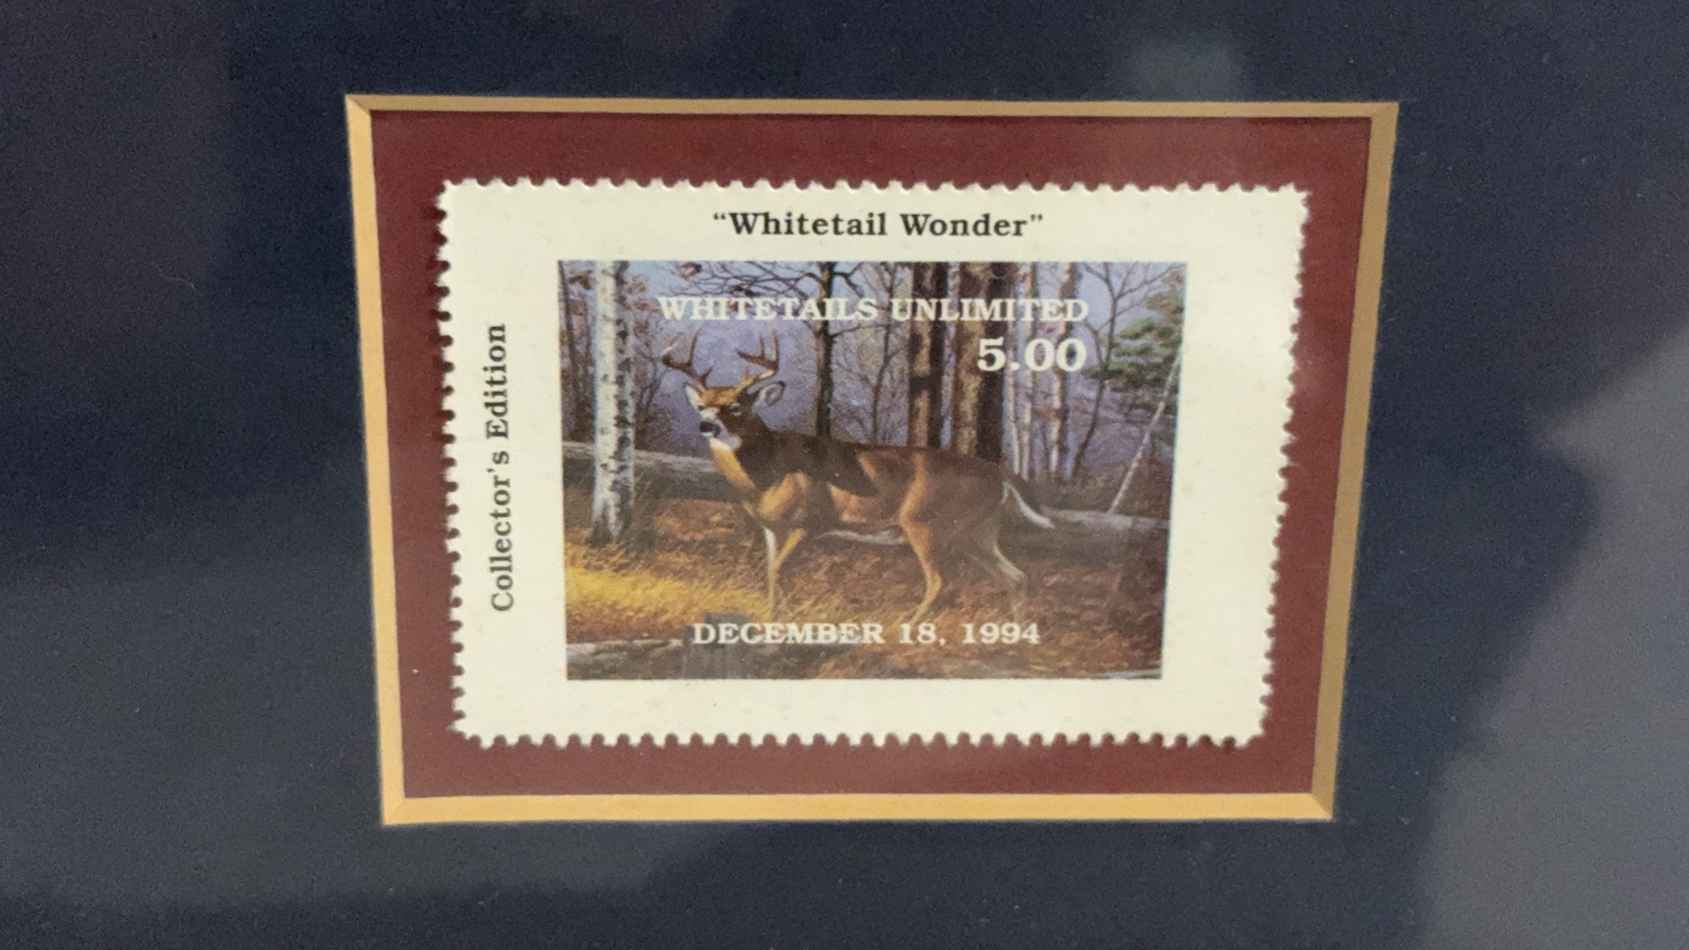 "Whitetail Wonder"
WHITETAILS UNLIMITED
5.00
Collector's Edition
DECEMBER 18, 1994